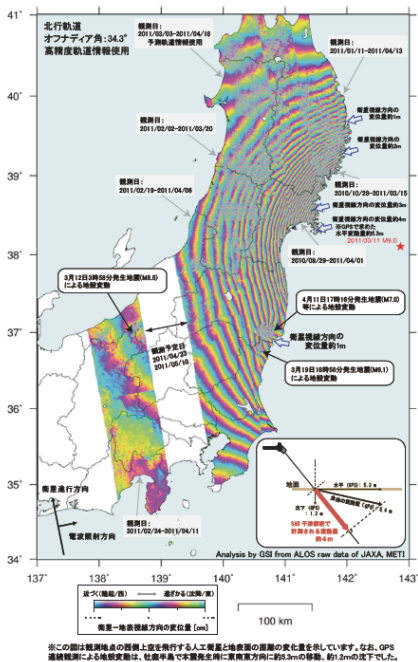 北行軌道
オフナディア角:34.3°
高精度軌道情報使用
観測日:
2011/03/03-2011/04/18
予測軌道情報使用
観測日:
2011/01/11-2011/04/13
衛星視線方向の
変位量約1m
衛星視線方向の
変位量約2m
観測日:
2011/02/02-2011/03/20
観測日:
2011/02/19-2011/04/06
観測日:
2010/10/28-2011/03/15
衛星視線方向の変位量約3m
衛星視線方向の変位量約4m
※GPSで求めた
水平変動量約5.3m
2011/03/11 M9.0
観測日:
2010/09/29-2011/04/01
3月12日3時58分発生地震
による地殻変動
4月11日17時16分発生地震(M7.0)
等による地殻変動
衛星視線方向の
変位量約1m
観測予定日:
2011/04/23
2011/05/10
3月19日18時56分発生地震(M6.1)
による地殻変動
衛星進行方向
電波照射方向
観測日:
2011/02/24-2011/04/11
地面
水平 (GPS) : 5.3 m
沈下 (GPS)
: 1.2 m
SAR 干渉解析で
計測される変動量
約4m
Analysis by GSI from ALOS raw data of JAXA, METI
41°
40°
39°
38°
37°
36°
35°
34°
137°
138°
139°
140°
141°
142°
143°
近づく(隆起/西)
遠ざかる(沈降/東)
衛星ー地表視線方向の変位量 [cm]
100 km
※この図は観測地点の西側上空を飛行する人工衛星と地表面の距離の変化量を示しています。なお、GPS
連続観測による地殻変動は、牡鹿半島で本震発生時に東南東方向に約5.3mの移動、約1.2mの沈下でした。